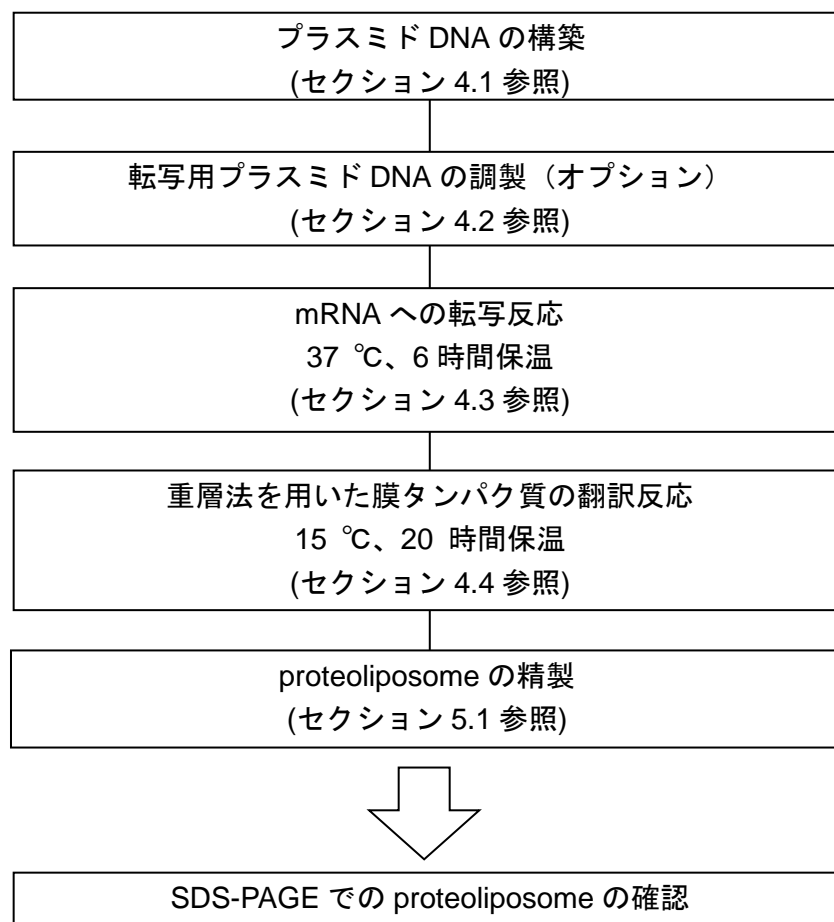 プラスミド DNA の構築
(セクション 4.1 参照)
転写用プラスミド DNA の調製（オプション）
(セクション 4.2 参照)
mRNA への転写反応
37 ℃、6 時間保温
(セクション 4.3 参照)
重層法を用いた膜タンパク質の翻訳反応
15 ℃、20 時間保温
(セクション 4.4 参照)
proteoliposome の精製
(セクション 5.1 参照)
SDS-PAGE での proteoliposome の確認